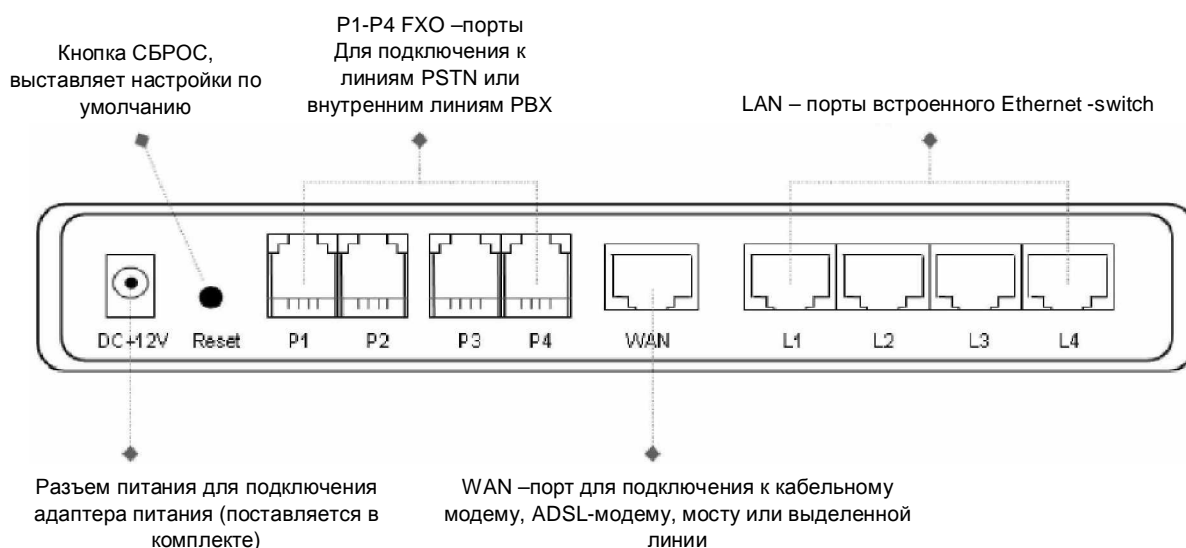 P1-P4 FXO –порты
Для подключения к
линиям PSTN или
внутренним линиям PBX
Кнопка СБРОС,
выставляет настройки по
умолчанию
LAN – порты встроенного Ethernet -switch
DC+12V Reset P1 P2 P3 P4 WAN L1 L2 L3 L4
Разъем питания для подключения
адаптера питания (поставляется в
комплекте)
WAN –порт для подключения к кабельному
модему, ADSL-модему, мосту или выделенной
линии